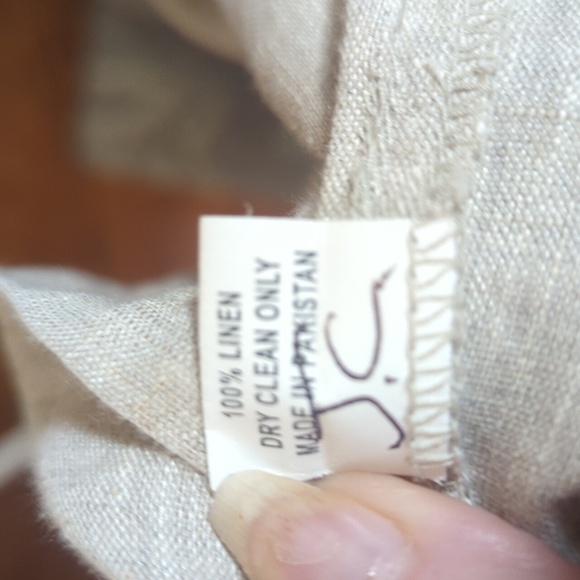 100% LINEN
DRY CLEAN ONLY
MADE IN PAKISTAN
J.C.